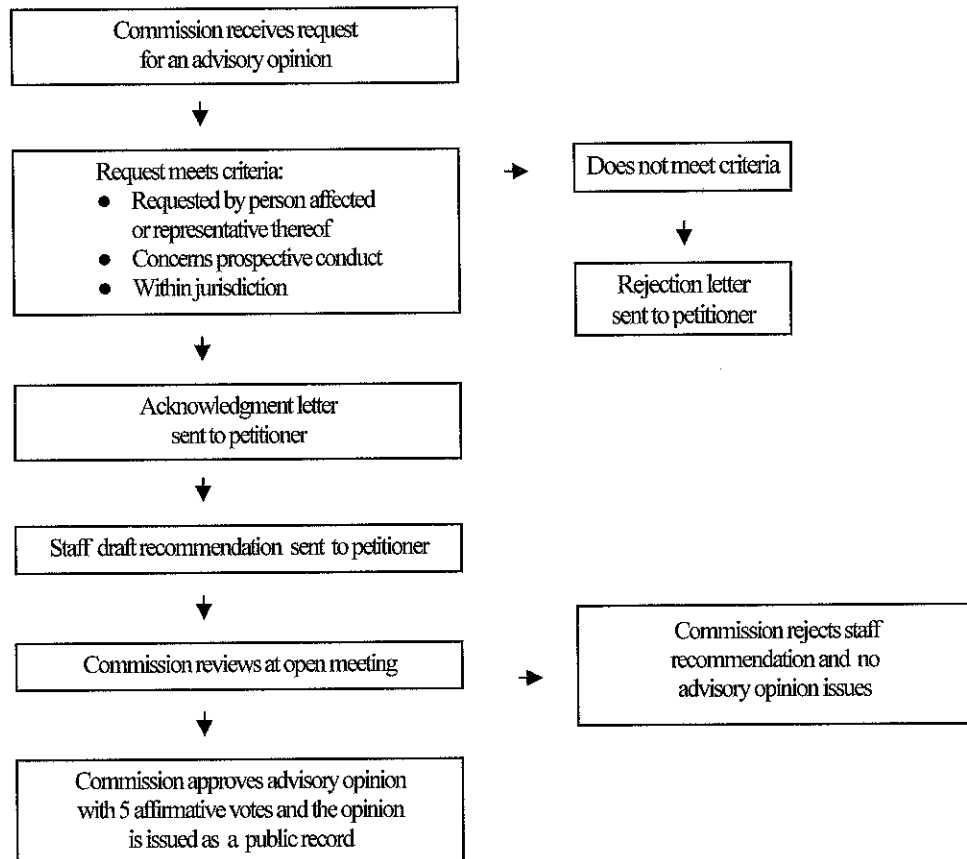 Commission receives request
for an advisory opinion
Request meets criteria:
● Requested by person affected
or representative thereof
● Concerns prospective conduct
● Within jurisdiction
Does not meet criteria
Rejection letter
sent to petitioner
Acknowledgment letter
sent to petitioner
Staff draft recommendation sent to petitioner
Commission reviews at open meeting
Commission rejects staff
recommendation and no
advisory opinion issues
Commission approves advisory opinion
with 5 affirmative votes and the opinion
is issued as a public record